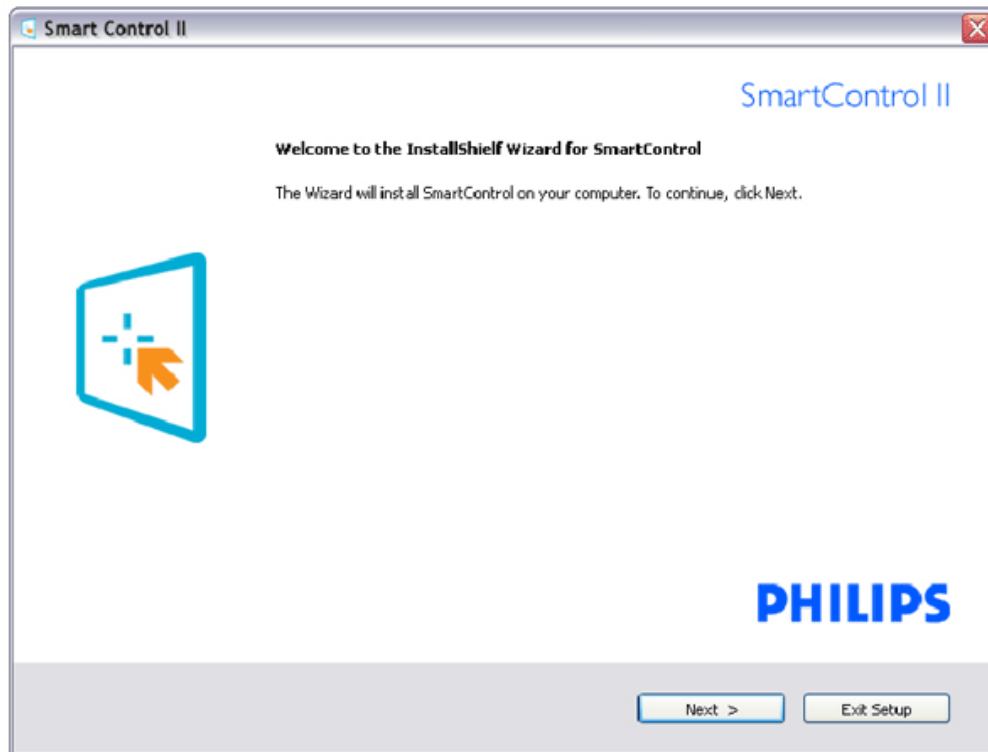 Smart Control II
SmartControl II
Welcome to the InstallShield Wizard for SmartControl
The Wizard will install SmartControl on your computer. To continue, click Next.
PHILIPS
Next >
Exit Setup